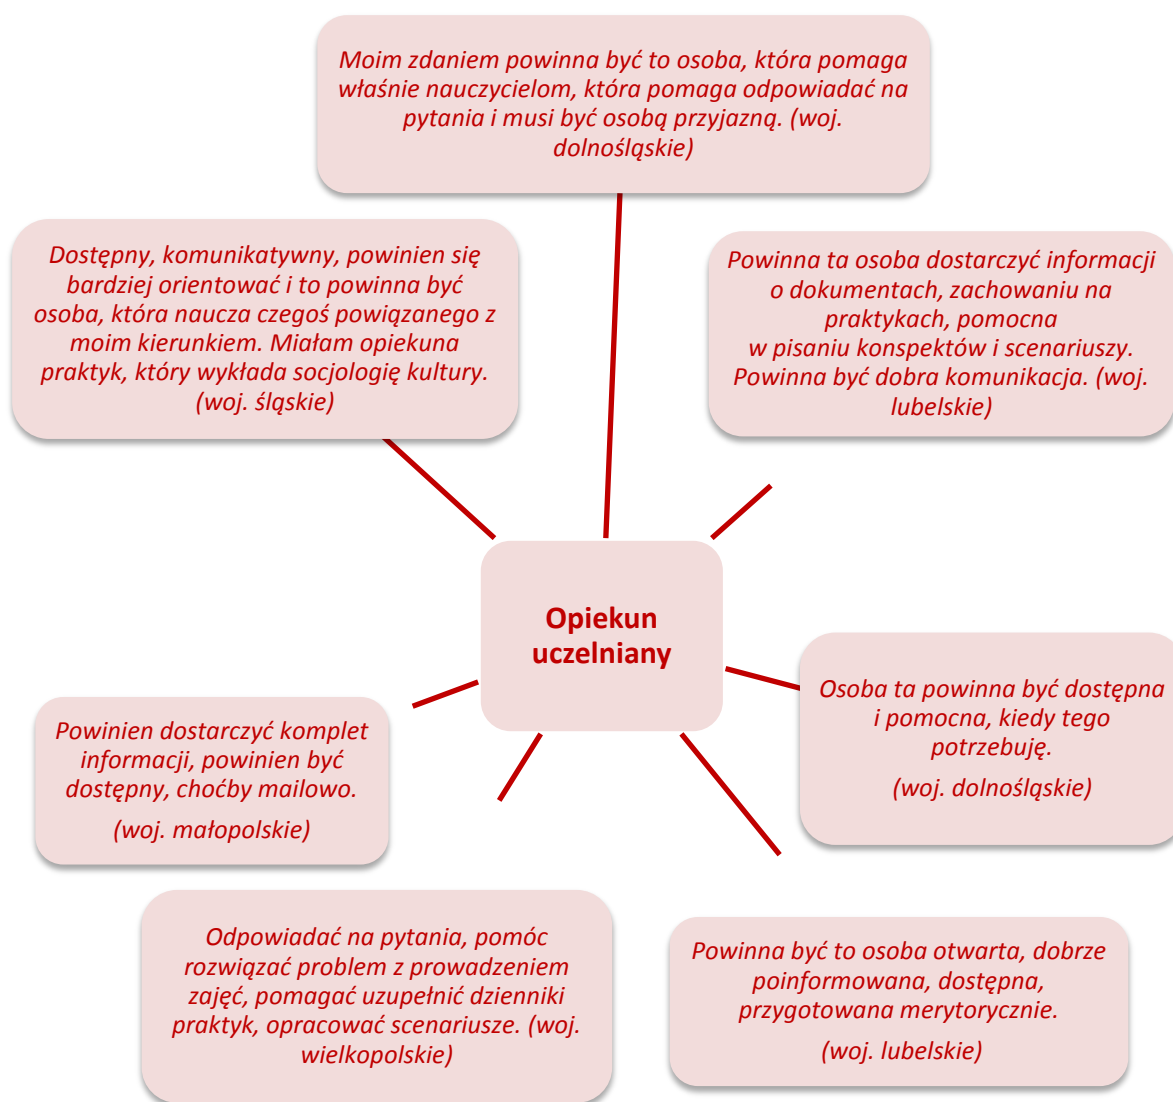 Moim zdaniem powinna być to osoba, która pomaga
właśnie nauczycielom, która pomaga odpowiadać na
pytania i musi być osobą przyjazną. (woj.
dolnośląskie)
Dostępny, komunikatywny, powinien się
bardziej orientować i to powinna być
osoba, która naucza czegoś powiązanego z
moim kierunkiem. Miałam opiekuna
praktyk, który wykłada socjologię kultury.
(woj. śląskie)
Powinna ta osoba dostarczyć informacji
o dokumentach, zachowaniu na
praktykach, pomocna
w pisaniu konspektów i scenariuszy.
Powinna być dobra komunikacja. (woj.
lubelskie)
Opiekun
uczelniany
Osoba ta powinna być dostępna
i pomocna, kiedy tego
potrzebuję.
(woj. dolnośląskie)
Powinien dostarczyć komplet
informacji, powinien być
dostępny, choćby mailowo.
(woj. małopolskie)
Odpowiadać na pytania, pomóc
rozwiązać problem z prowadzeniem
zajęć, pomagać uzupełnić dzienniki
praktyk, opracować scenariusze. (woj.
wielkopolskie)
Powinna być to osoba otwarta, dobrze
poinformowana, dostępna,
przygotowana merytorycznie.
(woj. lubelskie)